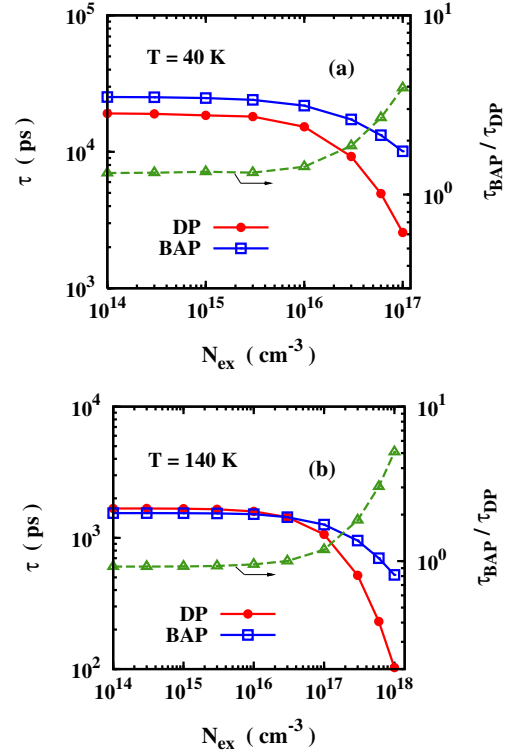 10^5
10^4
10^3
τ ( ps )
T = 40 K
(a)
DP
BAP
10^1
10^0
τ_BAP / τ_DP
10^14 10^15 10^16 10^17
N_ex ( cm^-3 )
10^4
10^3
10^2
τ ( ps )
T = 140 K
(b)
DP
BAP
10^1
10^0
τ_BAP / τ_DP
10^14 10^15 10^16 10^17 10^18
N_ex ( cm^-3 )